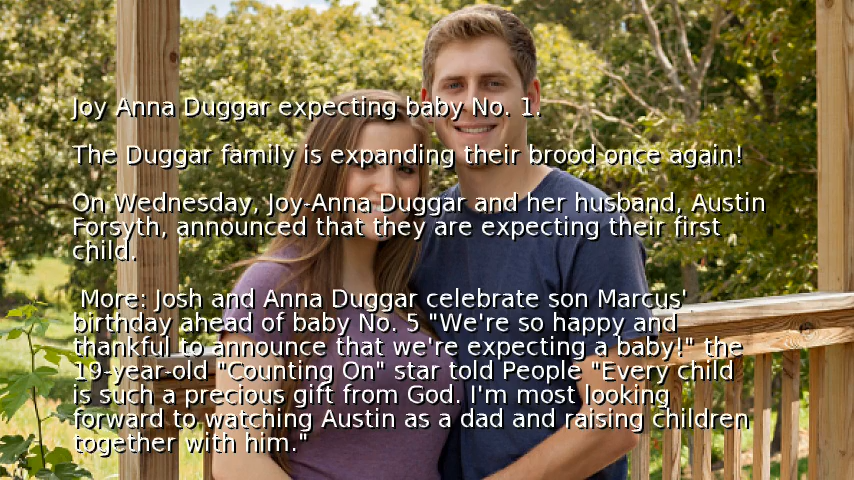 Joy Anna Duggar expecting baby No. 1.
The Duggar family is expanding their brood once again!
On Wednesday, Joy-Anna Duggar and her husband, Austin
Forsyth, announced that they are expecting their first
child.
More: Josh and Anna Duggar celebrate son Marcus'
birthday ahead of baby No. 5 "We're so happy and
thankful to announce that we're expecting a baby!" the
19-year-old "Counting On" star told People "Every child
is such a precious gift from God. I'm most looking
forward to watching Austin as a dad and raising children
together with him."